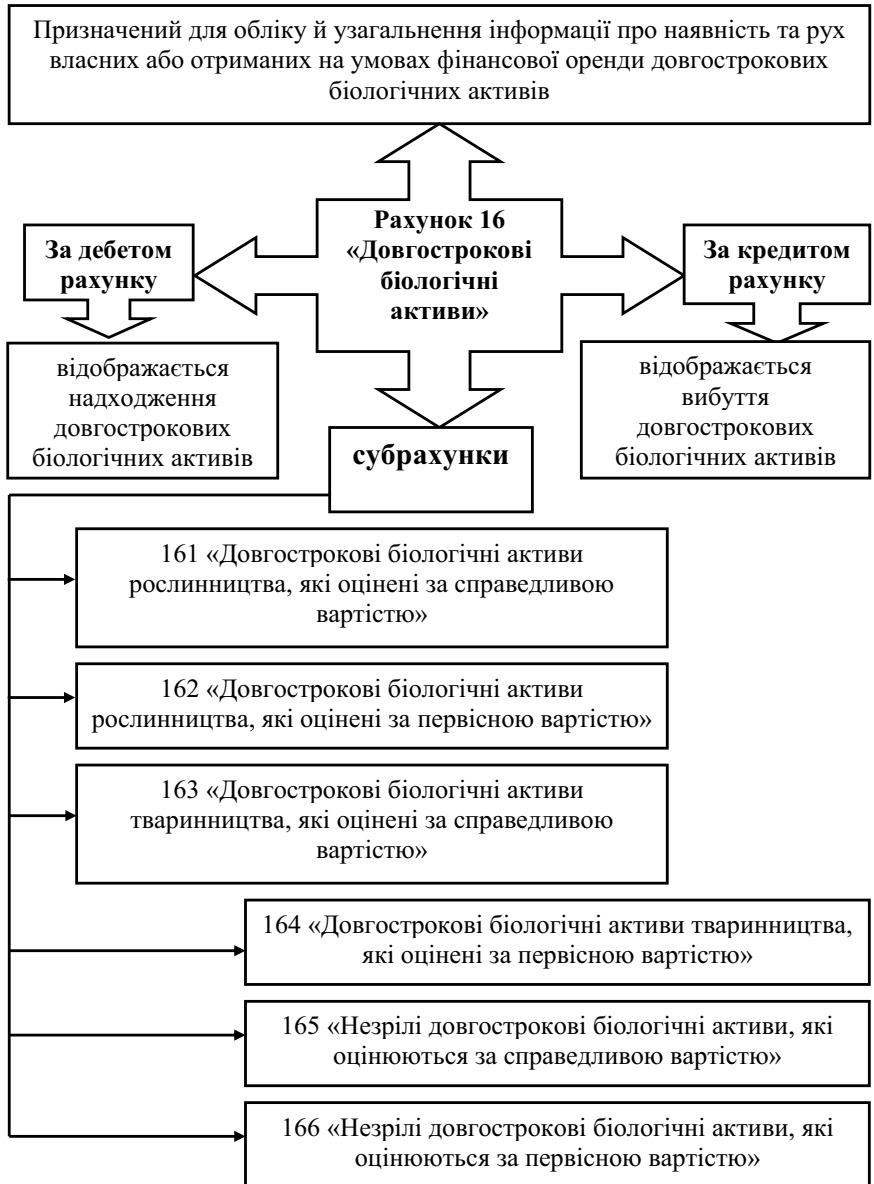 Призначений для обліку й узагальнення інформації про наявність та рух
власних або отриманих на умовах фінансової оренди довгострокових
біологічних активів
Рахунок 16
«Довгострокові
біологічні
активи»
За дебетом
рахунку
За кредитом
рахунку
відображається
надходження
довгострокових
біологічних активів
відображається
вибуття
довгострокових
біологічних активів
субрахунки
161 «Довгострокові біологічні активи
рослинництва, які оцінені за справедливою
вартістю»
162 «Довгострокові біологічні активи
рослинництва, які оцінені за первісною вартістю»
163 «Довгострокові біологічні активи
тваринництва, які оцінені за справедливою
вартістю»
164 «Довгострокові біологічні активи тваринництва,
які оцінені за первісною вартістю»
165 «Незрілі довгострокові біологічні активи, які
оцінюються за справедливою вартістю»
166 «Незрілі довгострокові біологічні активи, які
оцінюються за первісною вартістю»